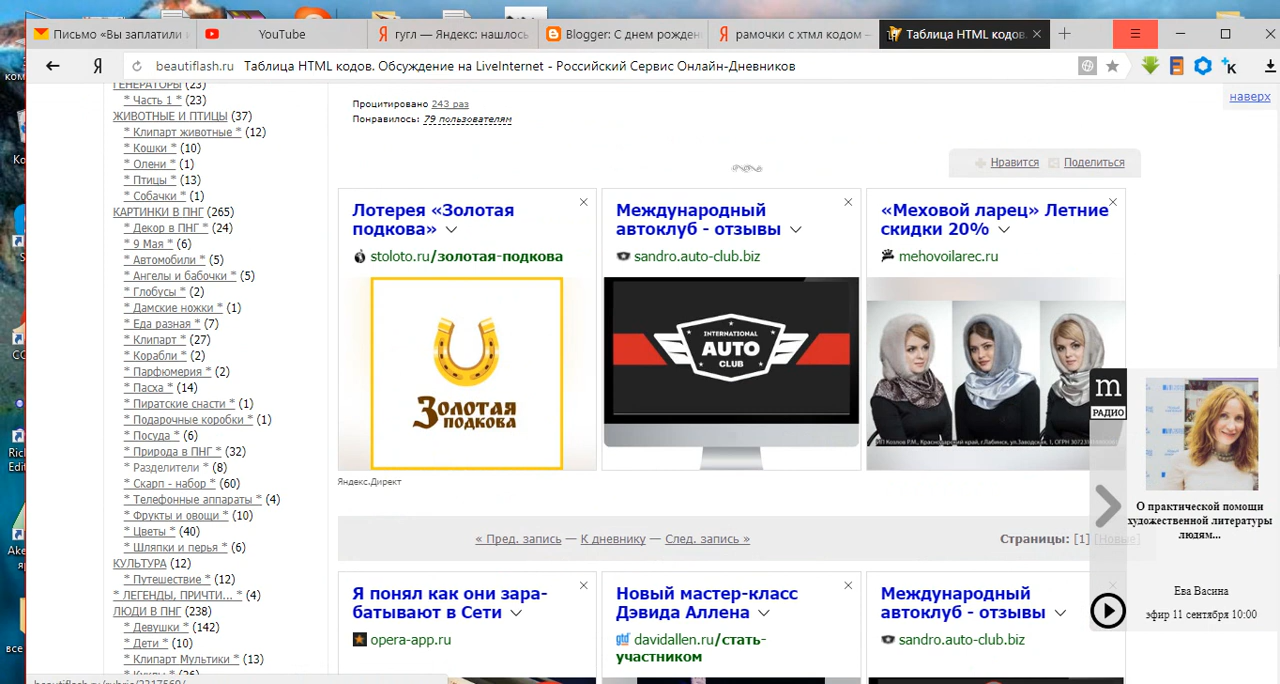 Письмо «Вы заплатили
YouTube
гугл — Яндекс: нашлось
Blogger: С днем рожден
рамочки с хтмл кодом –
Таблица HTML кодов.
beautiflash.ru Таблица HTML кодов. Обсуждение на LiveInternet - Российский Сервис Онлайн-Дневников
наверх
ГЕНЕРАТОРЫ (23)
* Часть 1 * (23)
ЖИВОТНЫЕ И ПТИЦЫ (37)
* Клипарт животные * (12)
* Кошки * (10)
* Олени * (1)
* Птицы * (13)
* Собачки * (1)
КАРТИНКИ В ПНГ (265)
* Декор в ПНГ * (24)
* 9 Мая * (6)
* Автомобили * (5)
* Ангелы и бабочки * (5)
* Глобусы * (2)
* Дамские ножки * (1)
* Еда разная * (7)
* Клипарт * (27)
* Корабли * (2)
* Парфюмерия * (2)
* Пасха * (14)
* Пиратские снасти * (1)
* Подарочные коробки * (1)
* Посуда * (6)
* Природа в ПНГ * (32)
* Разделители * (8)
* Скарп - набор * (60)
* Телефонные аппараты * (4)
* Фрукты и овощи * (10)
* Цветы * (40)
* Шляпки и перья * (6)
КУЛЬТУРА (12)
* Путешествие * (12)
* ЛЕГЕНДЫ, ПРИЧТИ... * (4)
ЛЮДИ В ПНГ (238)
* Девушки * (142)
* Дети * (10)
* Клипарт Мультики * (13)
Процитировано 243 раз
Понравилось: 79 пользователям
Нравится Поделиться
Лотерея «Золотая
подкова»
stoloto.ru/золотая-подкова
Золотая
подкова
Международный
автоклуб - отзывы
sandro.auto-club.biz
INTERNATIONAL
AUTO
CLUB
«Меховой ларец» Летние
скидки 20%
mehovoilarec.ru
Яндекс.Директ
« Пред. запись — К дневнику — След. запись »
Страницы: [1] [Новые]
Я понял как они зара-
батывают в Сети
opera-app.ru
Новый мастер-класс
Дэвида Аллена
gtd davidallen.ru/стать-
участником
Международный
автоклуб - отзывы
sandro.auto-club.biz
m
РАДИО
О практической помощи
художественной литературы
людям...
Ева Васина
эфир 11 сентября 10:00